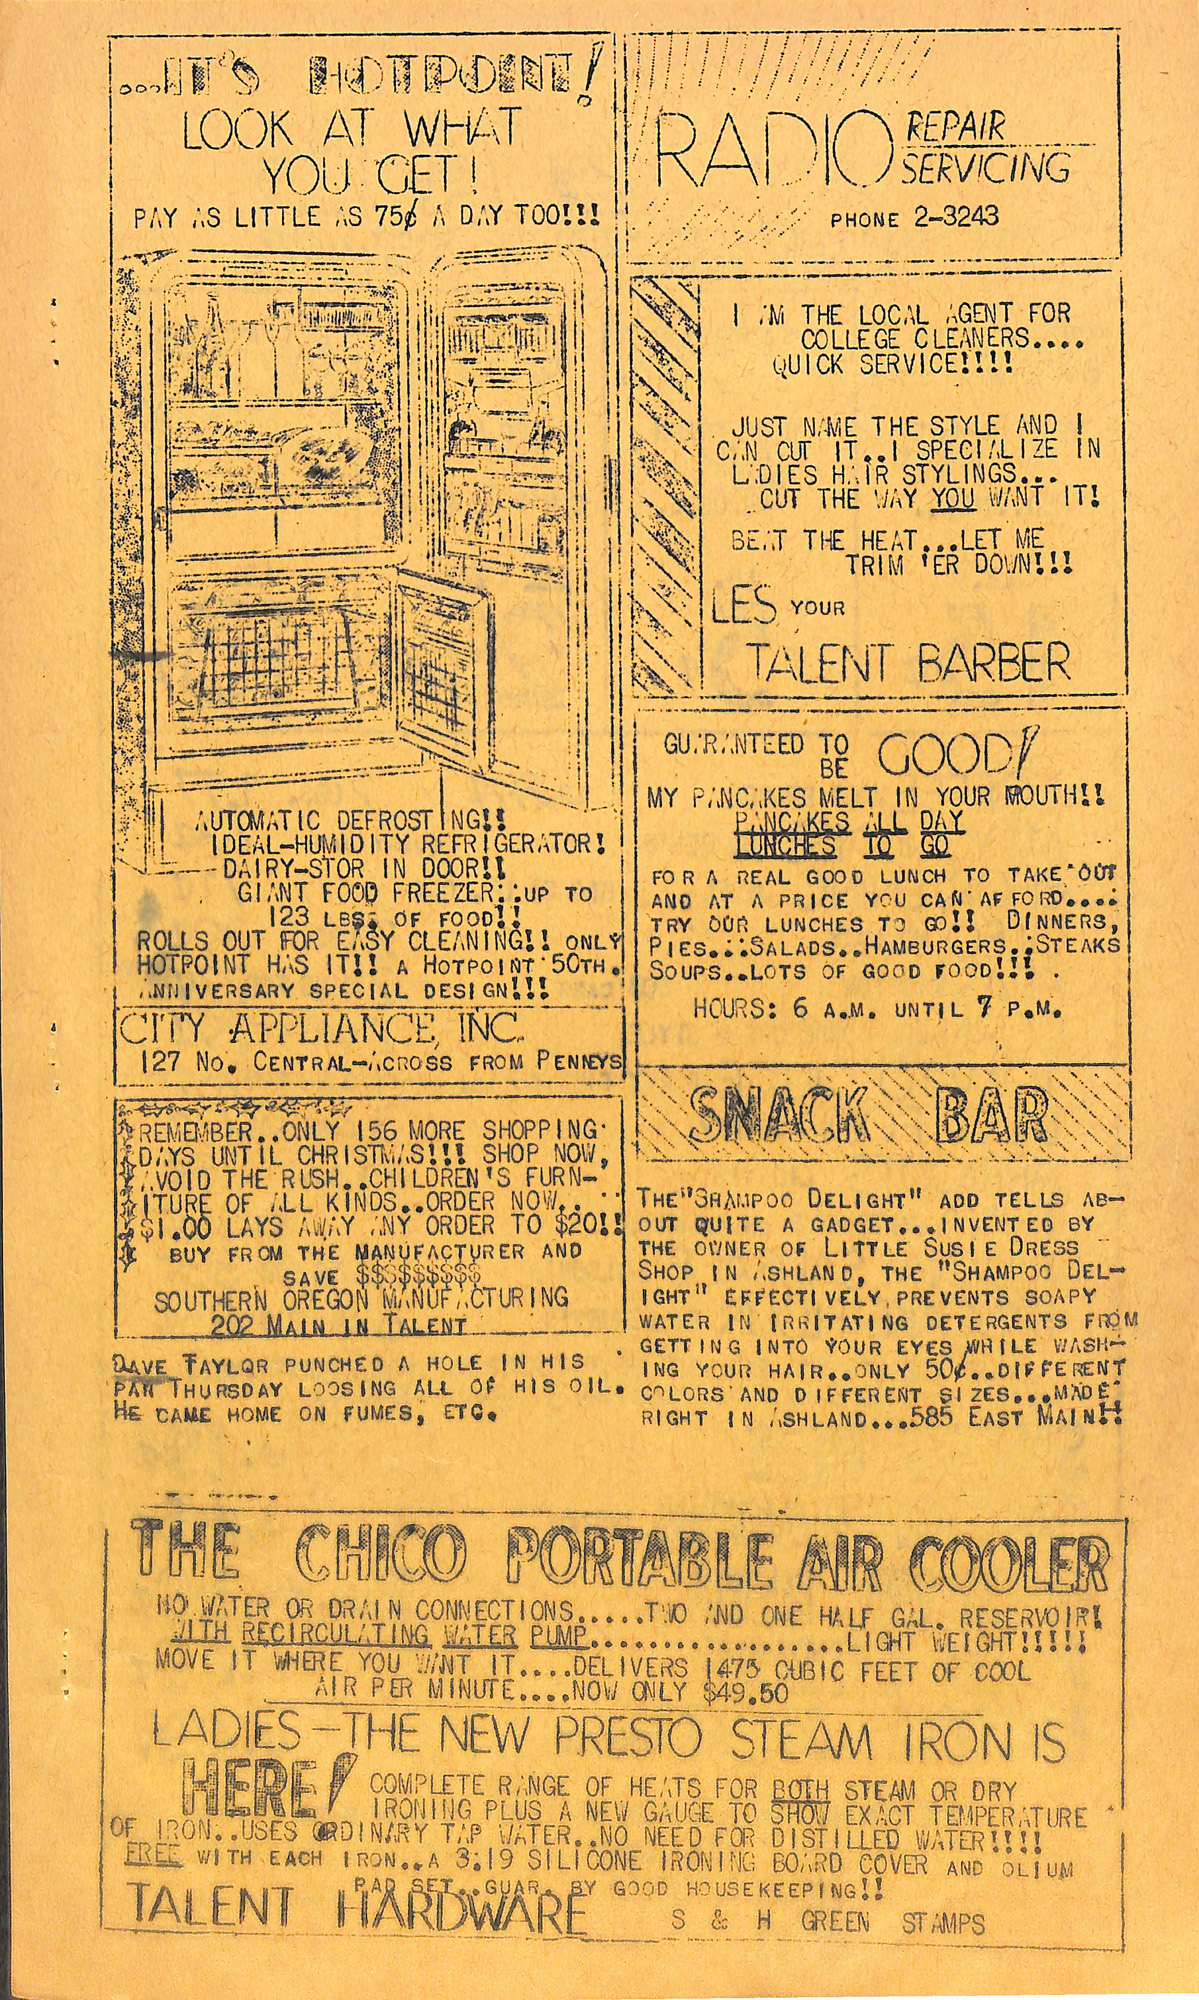 ...IT'S HOTPOINT!
LOOK AT WHAT
YOU GET!
PAY AS LITTLE AS 75¢ A DAY TOO!!!
AUTOMATIC DEFROSTING!!
IDEAL-HUMIDITY REFRIGERATOR!
DAIRY-STOR IN DOOR!!
GIANT FOOD FREEZER..UP TO
123 LBS. OF FOOD!!
ROLLS OUT FOR EASY CLEANING!! ONLY
HOTPOINT HAS IT!! A HOTPOINT 50TH.
ANNIVERSARY SPECIAL DESIGN!!!
CITY APPLIANCE, INC.
127 NO. CENTRAL-ACROSS FROM PENNEYS
REMEMBER..ONLY 156 MORE SHOPPING
DAYS UNTIL CHRISTMAS!!! SHOP NOW,
AVOID THE RUSH..CHILDREN'S FURN-
ITURE OF ALL KINDS..ORDER NOW..
$1.00 LAYS AWAY ANY ORDER TO $20!!
BUY FROM THE MANUFACTURER AND
SAVE $$$$$$$$$
SOUTHERN OREGON MANUFACTURING
202 MAIN IN TALENT
DAVE TAYLOR PUNCHED A HOLE IN HIS
PAN THURSDAY LOOSING ALL OF HIS OIL.
HE CAME HOME ON FUMES, ETC.
RADIO REPAIR
SERVICING
PHONE 2-3243
I AM THE LOCAL AGENT FOR
COLLEGE CLEANERS....
QUICK SERVICE!!!!
JUST NAME THE STYLE AND I
CAN CUT IT..I SPECIALIZE IN
LADIES HAIR STYLINGS...
CUT THE WAY YOU WANT IT!
BEAT THE HEAT...LET ME
TRIM 'ER DOWN!!!
LES YOUR
TALENT BARBER
GUARANTEED TO BE GOOD!
MY PANCAKES MELT IN YOUR MOUTH!!
PANCAKES ALL DAY
LUNCHES TO GO
FOR A REAL GOOD LUNCH TO TAKE OUT
AND AT A PRICE YOU CAN AFFORD....
TRY OUR LUNCHES TO GO!! DINNERS,
PIES...SALADS..HAMBURGERS..STEAKS
SOUPS..LOTS OF GOOD FOOD!!!
HOURS: 6 A.M. UNTIL 7 P.M.
SNACK BAR
THE "SHAMPOO DELIGHT" ADD TELLS AB-
OUT QUITE A GADGET...INVENTED BY
THE OWNER OF LITTLE SUSIE DRESS
SHOP IN ASHLAND, THE "SHAMPOO DEL-
IGHT" EFFECTIVELY PREVENTS SOAPY
WATER IN IRRITATING DETERGENTS FROM
GETTING INTO YOUR EYES WHILE WASH-
ING YOUR HAIR..ONLY 50¢..DIFFERENT
COLORS AND DIFFERENT SIZES...MADE
RIGHT IN ASHLAND...585 EAST MAIN!!
THE CHICO PORTABLE AIR COOLER
NO WATER OR DRAIN CONNECTIONS.....TWO AND ONE HALF GAL. RESERVOIR!
WITH RECIRCULATING WATER PUMP..................LIGHT WEIGHT!!!!!
MOVE IT WHERE YOU WANT IT....DELIVERS 1475 CUBIC FEET OF COOL
AIR PER MINUTE....NOW ONLY $49.50
LADIES-THE NEW PRESTO STEAM IRON IS
HERE! COMPLETE RANGE OF HEATS FOR BOTH STEAM OR DRY
IRONING PLUS A NEW GAUGE TO SHOW EXACT TEMPERATURE
OF IRON..USES ORDINARY TAP WATER..NO NEED FOR DISTILLED WATER!!!!
FREE WITH EACH IRON..A 3:19 SILICONE IRONING BOARD COVER AND OLIUM
PAD SET..GUAR. BY GOOD HOUSEKEEPING!!
TALENT HARDWARE S & H GREEN STAMPS